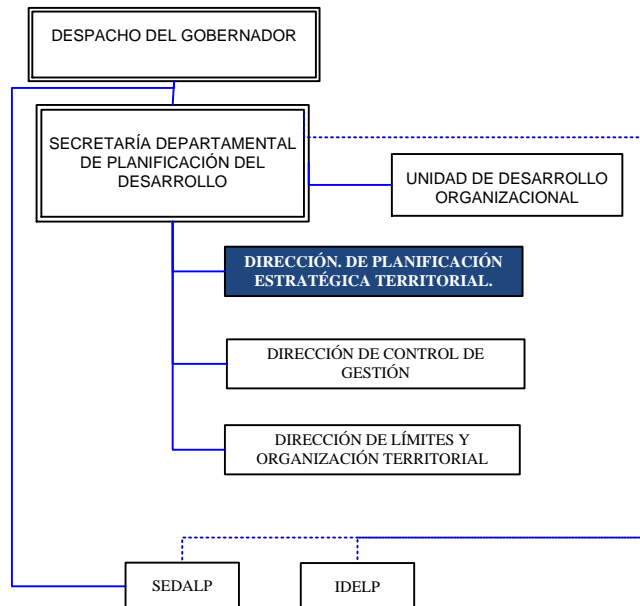 DESPACHO DEL GOBERNADOR
SECRETARÍA DEPARTAMENTAL
DE PLANIFICACIÓN DEL
DESARROLLO
UNIDAD DE DESARROLLO
ORGANIZACIONAL
DIRECCIÓN. DE PLANIFICACIÓN
ESTRATÉGICA TERRITORIAL.
DIRECCIÓN DE CONTROL DE
GESTIÓN
DIRECCIÓN DE LÍMITES Y
ORGANIZACIÓN TERRITORIAL
SEDALP
IDELP